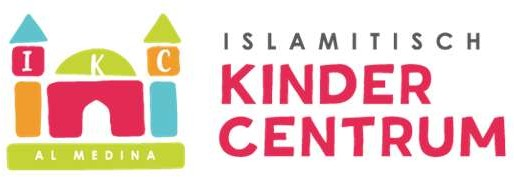 I K C
AL MEDINA
ISLAMITISCH
KINDER
CENTRUM